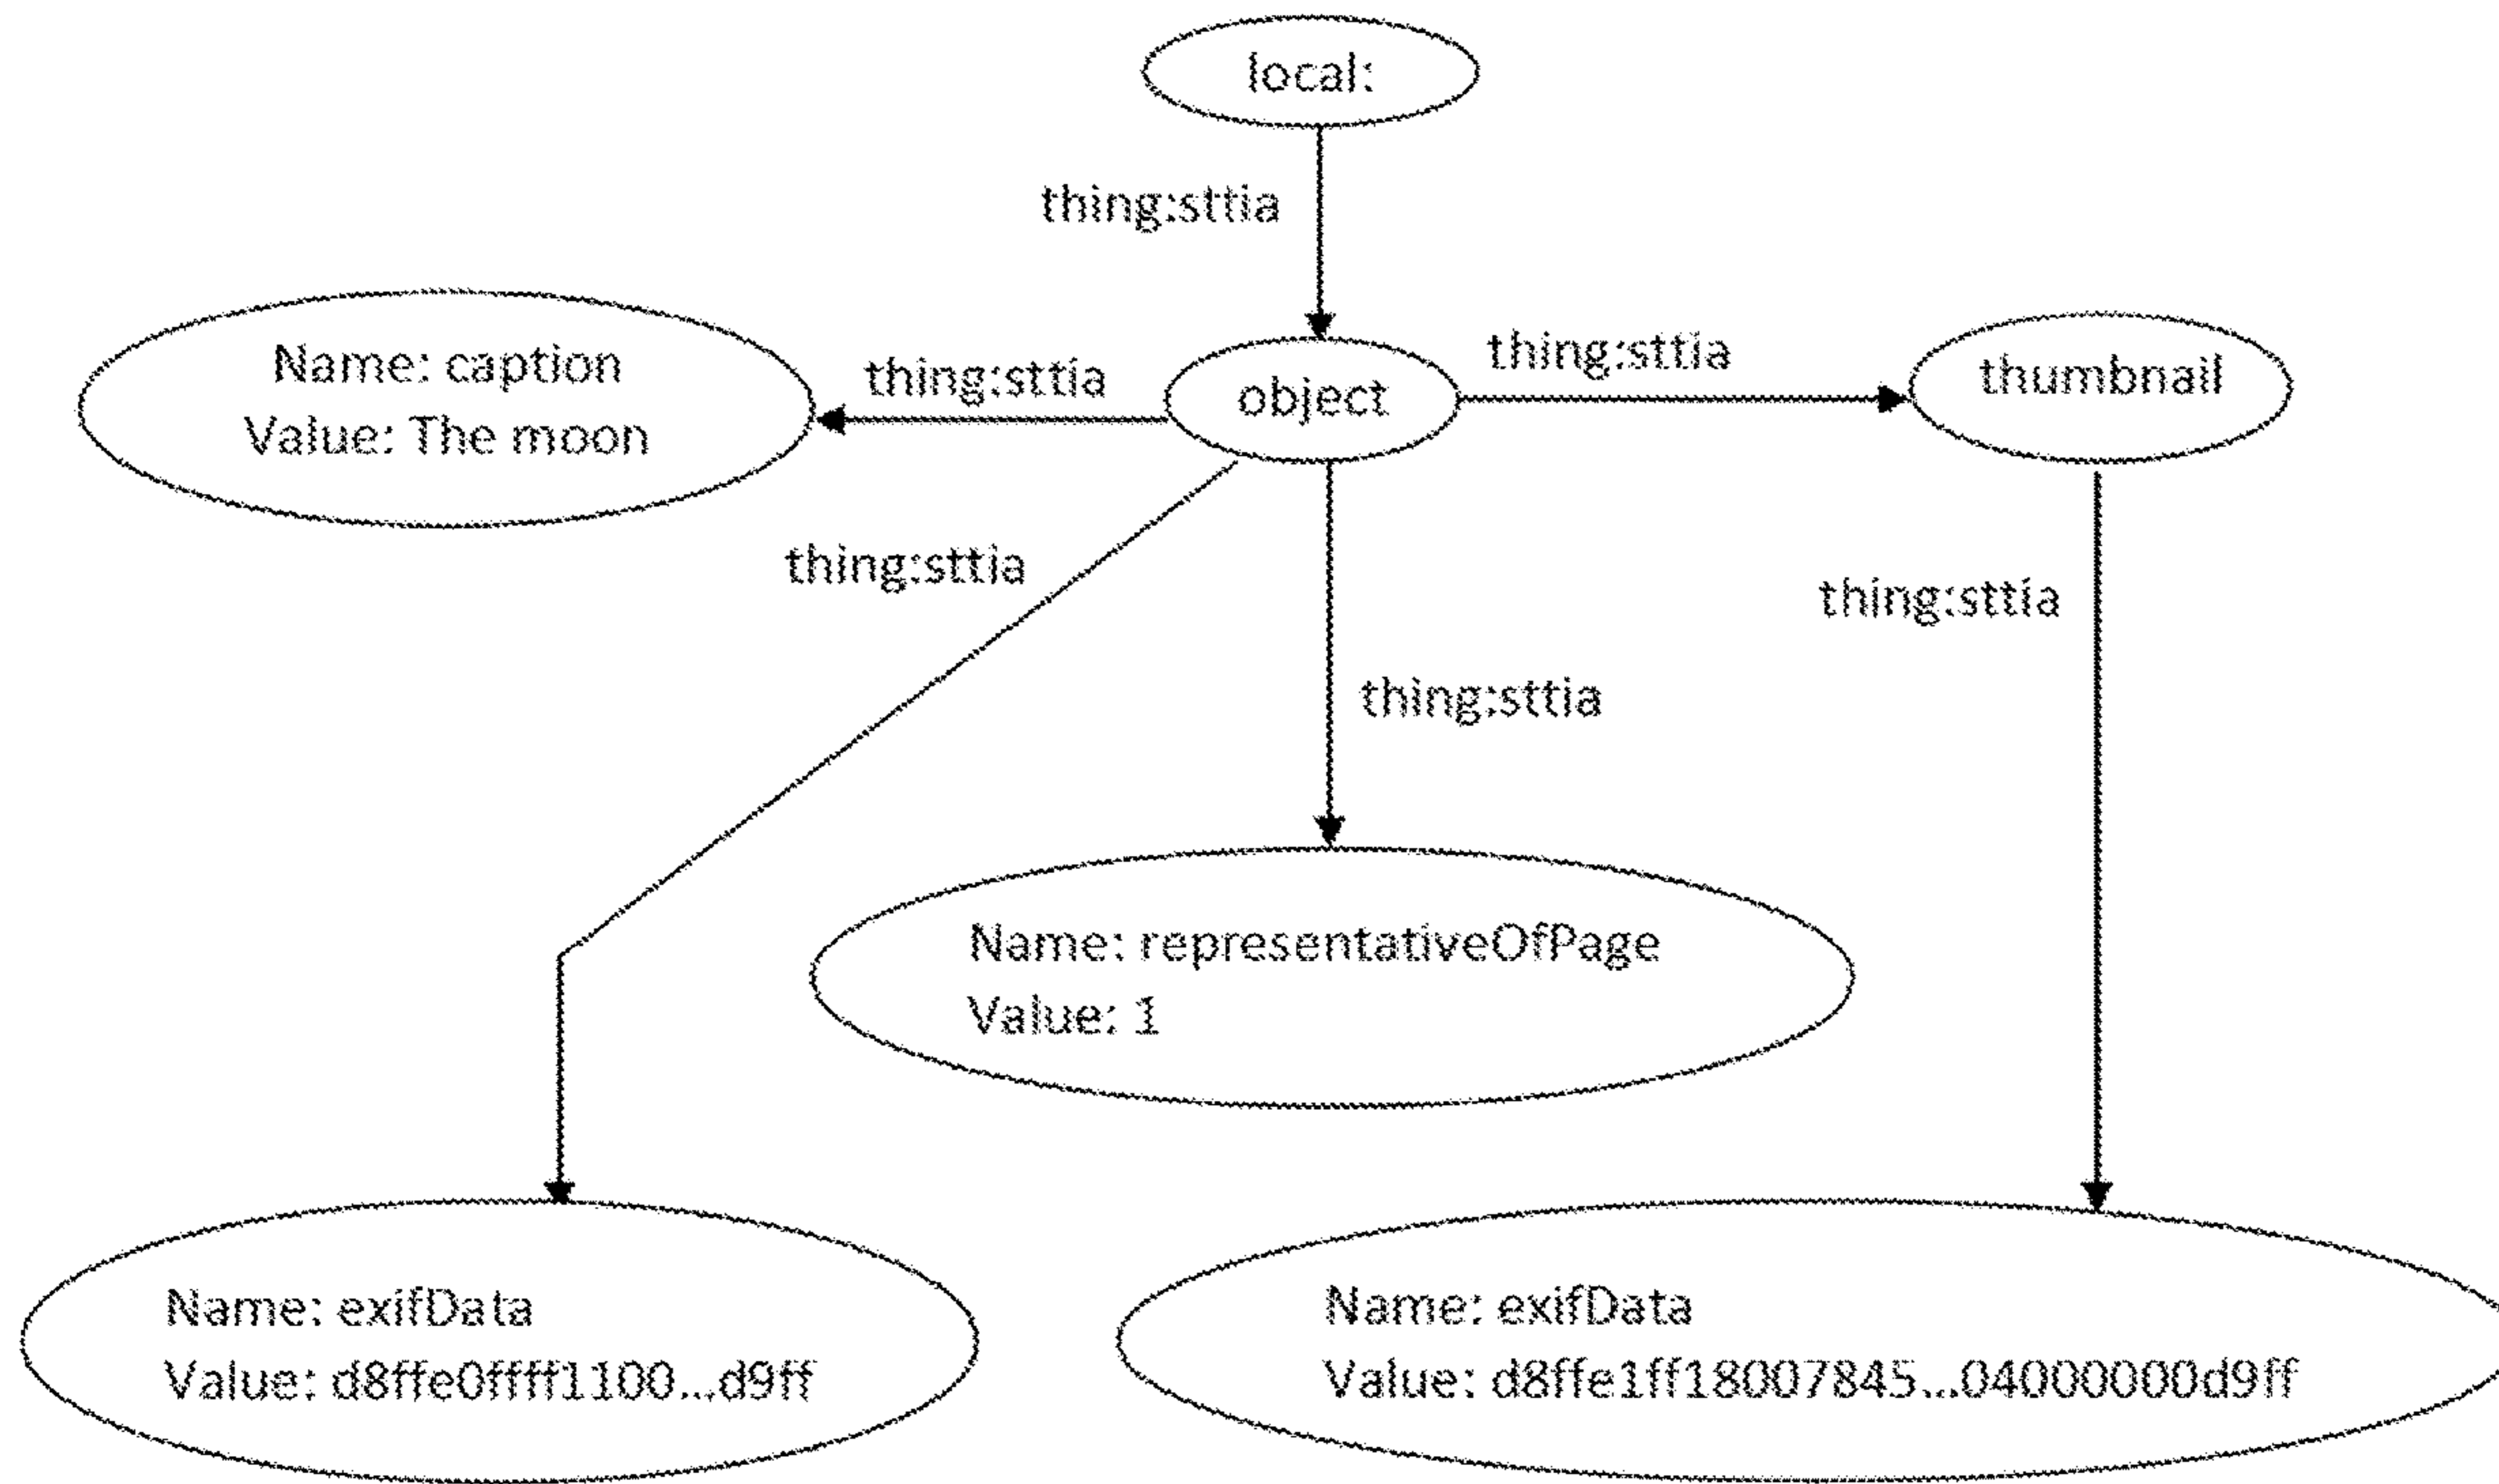 local:
thing:sttia
Name: caption
Value: The moon
thing:sttia
object
thing:sttia
thumbnail
thing:sttia
thing:sttia
thing:sttia
Name: representativeOfPage
Value: 1
Name: exifData
Value: d8ffe0ffff1100...d9ff
Name: exifData
Value: d8ffe1ff18007845...04000000d9ff